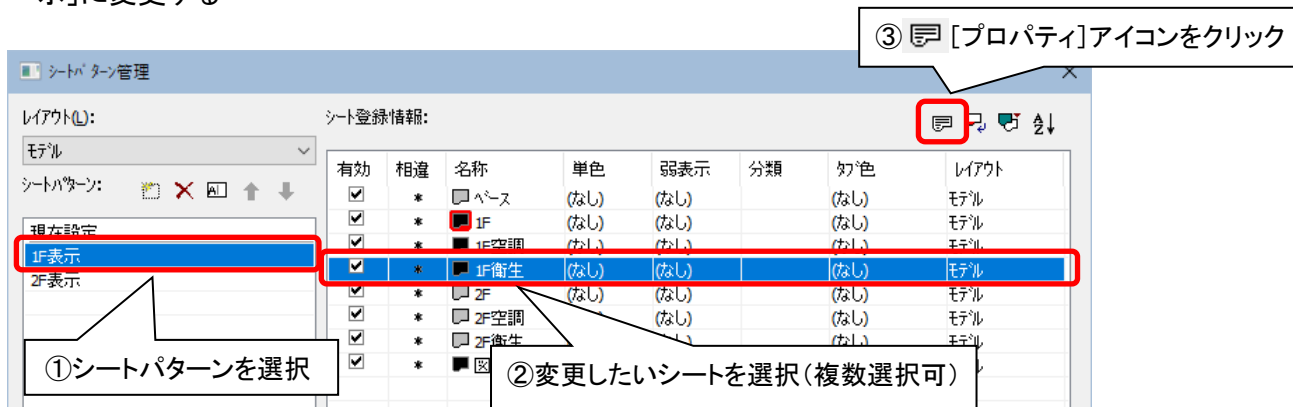 示]に変更する
③ [プロパティ]アイコンをクリック
シートパターン管理
レイアウト(L):
モデル
シートパターン:
現在設定
1F表示
2F表示
シート登録情報:
有効 相違 名称 単色 弱表示 分類 タブ色 レイアウト
* ベース (なし) (なし) (なし) モデル
* 1F (なし) (なし) (なし) モデル
* 1F空調 (なし) (なし) (なし) モデル
* 1F衛生 (なし) (なし) (なし) モデル
* 2F (なし) (なし) (なし) モデル
* 2F空調 (なし) (なし) モデル
* 2F衛生 (なし) モデル
*
①シートパターンを選択
②変更したいシートを選択(複数選択可)